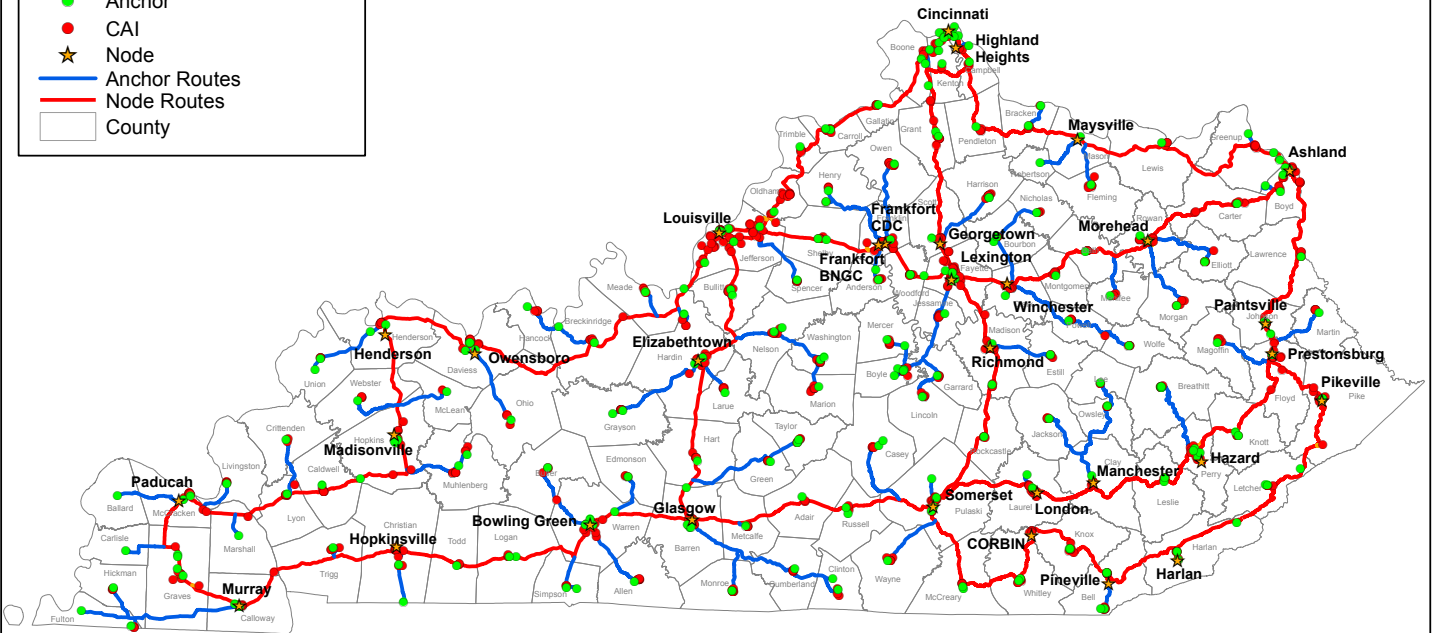 Anchor
CAI
Node
Anchor Routes
Node Routes
County
Cincinnati
Highland
Heights
Boone
Kenton
Gallatin
Grant
Bracken
Maysville
Pendleton
Trimble
Carroll
Owen
Mason
Lewis
Greenup
Ashland
Robertson
Fleming
Henry
Harrison
Nicholas
Oldham
Rowan
Carter
Boyd
Louisville
Frankfort
CDC
Scott
Georgetown
Bourbon
Morehead
Jefferson
Shelby
Frankfort
BNGC
Lexington
Fayette
Elliott
Lawrence
Spencer
Anderson
Woodford
Jessamine
Winchester
Montgomery
Morgan
Meade
Bullitt
Breckinridge
Hancock
Henderson
Henderson
Owensboro
Daviess
Elizabethtown
Hardin
Nelson
Washington
Mercer
Madison
Richmond
Wolfe
Paintsville
Martin
Magoffin
Prestonsburg
Pikeville
Pike
Floyd
Union
Webster
McLean
Ohio
Grayson
Larue
Marion
Boyle
Garrard
Lincoln
Estill
Breathitt
Owsley
Jackson
Knott
Crittenden
Hopkins
Madisonville
Hart
Taylor
Casey
Rockcastle
Clay
Hazard
Perry
Livingston
Caldwell
Muhlenberg
Edmonson
Green
Manchester
Leslie
Letcher
Paducah
Ballard
McCracken
Lyon
Christian
Bowling Green
Warren
Glasgow
Adair
Russell
Somerset
Pulaski
Laurel
London
Carlisle
Marshall
Hopkinsville
Todd
Logan
Barren
Metcalfe
CORBIN
Knox
Harlan
Harlan
Hickman
Graves
Murray
Calloway
Trigg
Simpson
Allen
Monroe
Cumberland
Clinton
Wayne
McCreary
Whitley
Pineville
Bell
Fulton